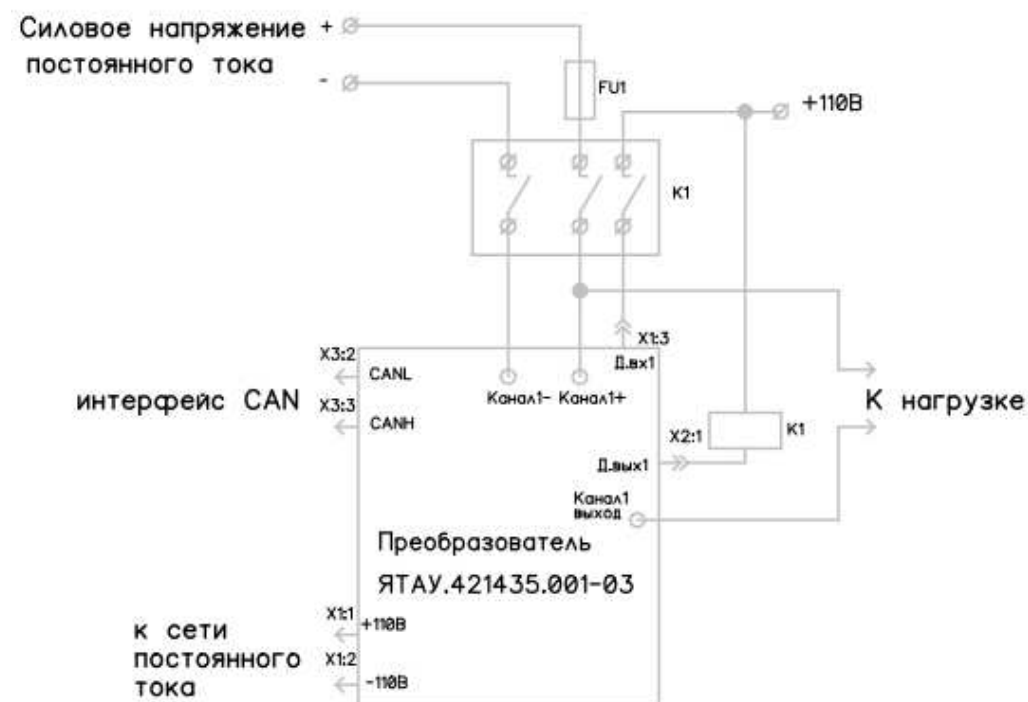 Силовое напряжение +
постоянного тока -
FU1
+110В
K1
X1:3
Д.вх1
X3:2
CANL
Канал1- Канал1+
интерфейс CAN
X3:3
CANH
К нагрузке
X2:1
K1
Д.вых1
Канал1
выход
Преобразователь
ЯТАУ.421435.001-03
X1:1
+110В
к сети
постоянного
тока
X1:2
-110В